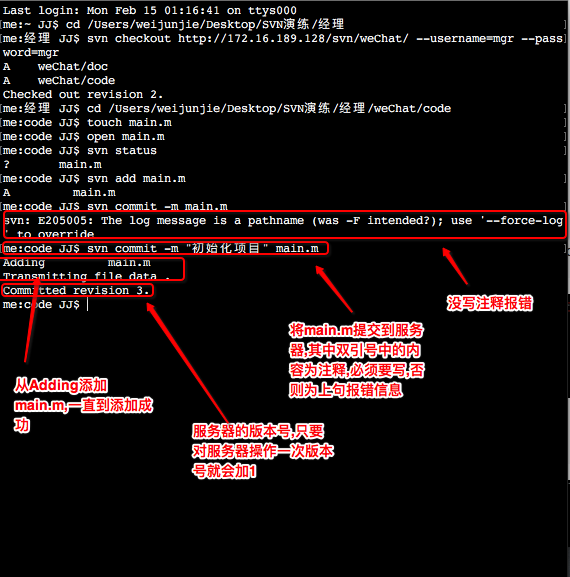 Last login: Mon Feb 15 01:16:41 on ttys000
[me:~ JJ$ cd /Users/weijunjie/Desktop/SVN演练/经理
[me:经理 JJ$ svn checkout http://172.16.189.128/svn/weChat/ --username=mgr --pass
word=mgr
A    weChat/doc
A    weChat/code
Checked out revision 2.
[me:经理 JJ$ cd /Users/weijunjie/Desktop/SVN演练/经理/weChat/code
[me:code JJ$ touch main.m
[me:code JJ$ open main.m
[me:code JJ$ svn status
?       main.m
[me:code JJ$ svn add main.m
A         main.m
[me:code JJ$ svn commit -m main.m
svn: E205005: The log message is a pathname (was -F intended?); use '--force-log
' to override
[me:code JJ$ svn commit -m "初始化项目" main.m
Adding         main.m
Transmitting file data .
Committed revision 3.
me:code JJ$
没写注释报错
将main.m提交到服务
器,其中双引号中的内
容为注释,必须要写,否
则为上句报错信息
从Adding添加
main.m,一直到添加成
功
服务器的版本号,只要
对服务器操作一次版本
号就会加1